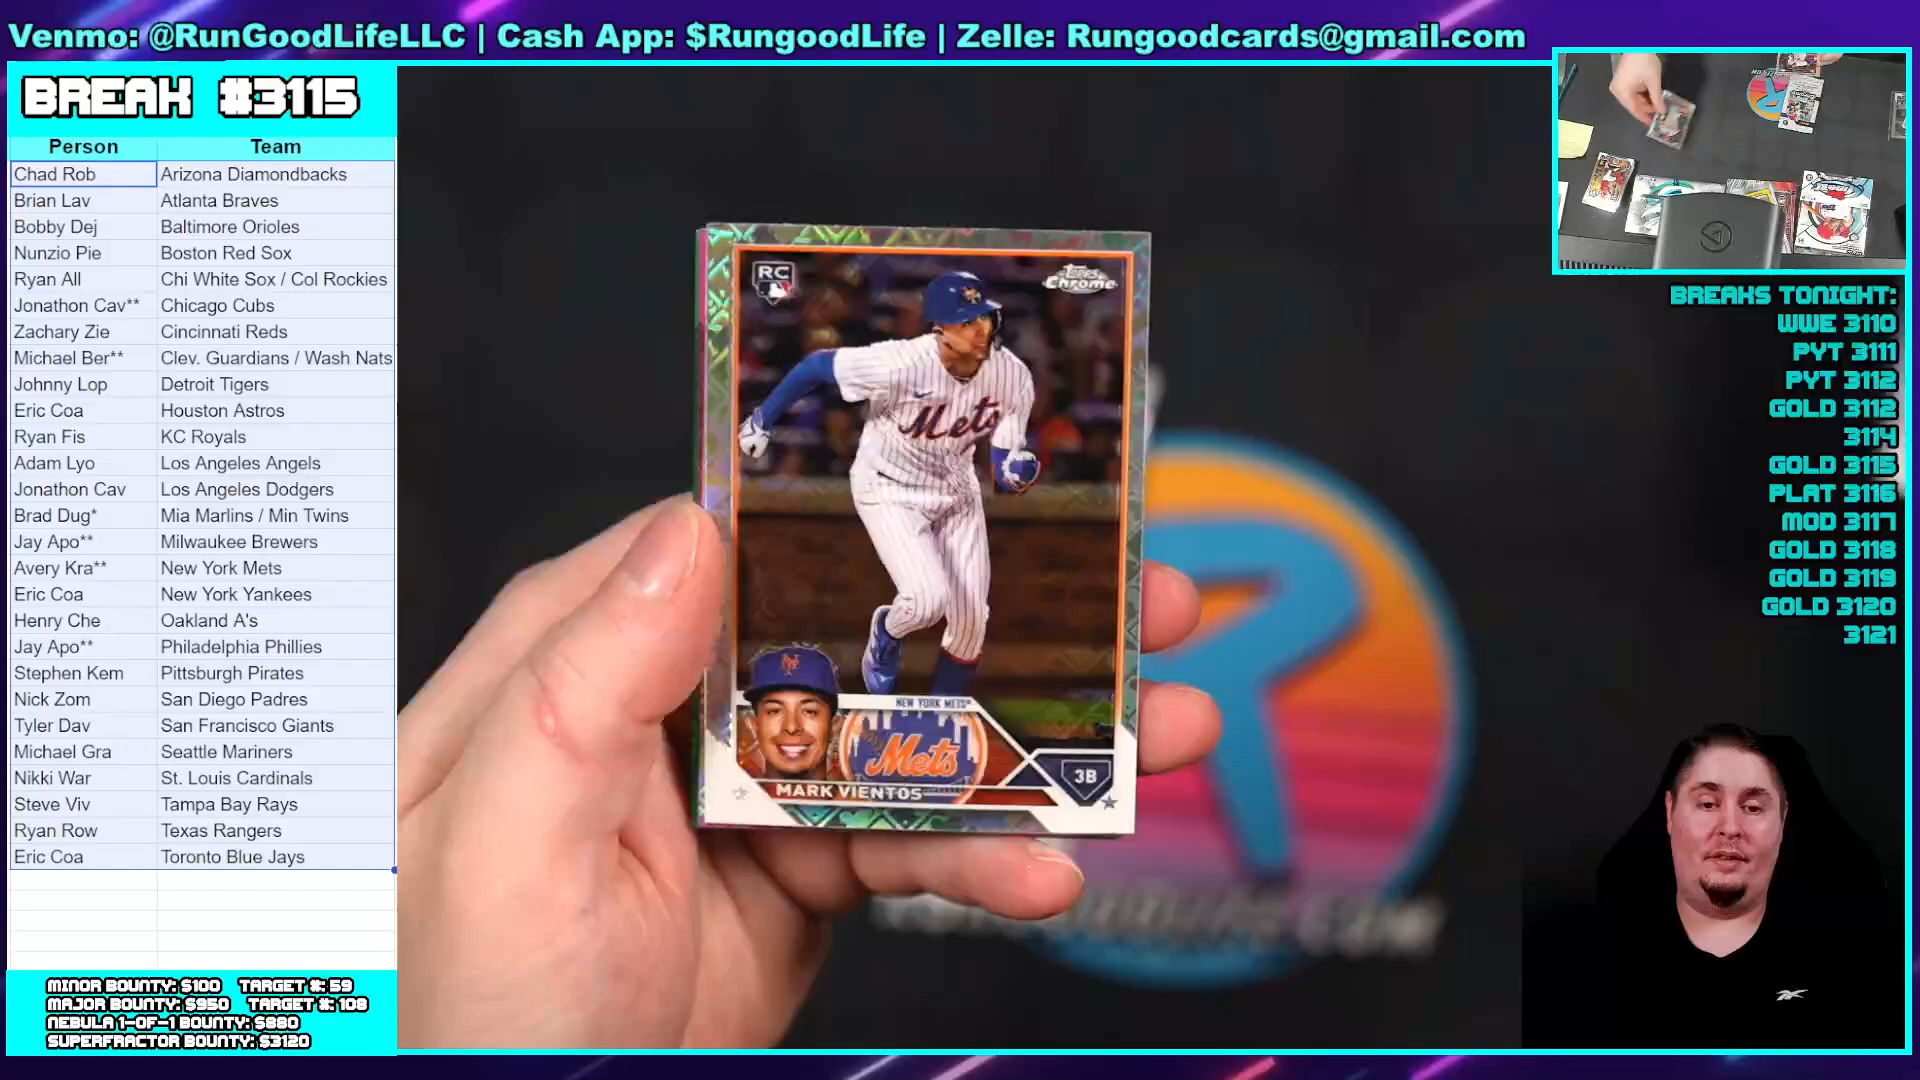 Venmo: @RunGoodLifeLLC | Cash App: $RungoodLife | Zelle: Rungoodcards@gmail.com
BREAK #3115
Person Team
Chad Rob Arizona Diamondbacks
Brian Lav Atlanta Braves
Bobby Dej Baltimore Orioles
Nunzio Pie Boston Red Sox
Ryan All Chi White Sox / Col Rockies
Jonathon Cav** Chicago Cubs
Zachary Zie Cincinnati Reds
Michael Ber** Clev. Guardians / Wash Nats
Johnny Lop Detroit Tigers
Eric Coa Houston Astros
Ryan Fis KC Royals
Adam Lyo Los Angeles Angels
Jonathon Cav Los Angeles Dodgers
Brad Dug* Mia Marlins / Min Twins
Jay Apo** Milwaukee Brewers
Avery Kra** New York Mets
Eric Coa New York Yankees
Henry Che Oakland A's
Jay Apo** Philadelphia Phillies
Stephen Kem Pittsburgh Pirates
Nick Zom San Diego Padres
Tyler Dav San Francisco Giants
Michael Gra Seattle Mariners
Nikki War St. Louis Cardinals
Steve Viv Tampa Bay Rays
Ryan Row Texas Rangers
Eric Coa Toronto Blue Jays
MINOR BOUNTY: $100 TARGET #: 59
MAJOR BOUNTY: $950 TARGET #: 108
NEBULA 1-OF-1 BOUNTY: $880
SUPERFRACTOR BOUNTY: $3120
RC
Topps
Chrome
Mets
NEW YORK METS
Mets
3B
MARK VIENTOS
BREAKS TONIGHT:
WWE 3110
PYT 3111
PYT 3112
GOLD 3112
3114
GOLD 3115
PLAT 3116
MOD 3117
GOLD 3118
GOLD 3119
GOLD 3120
3121